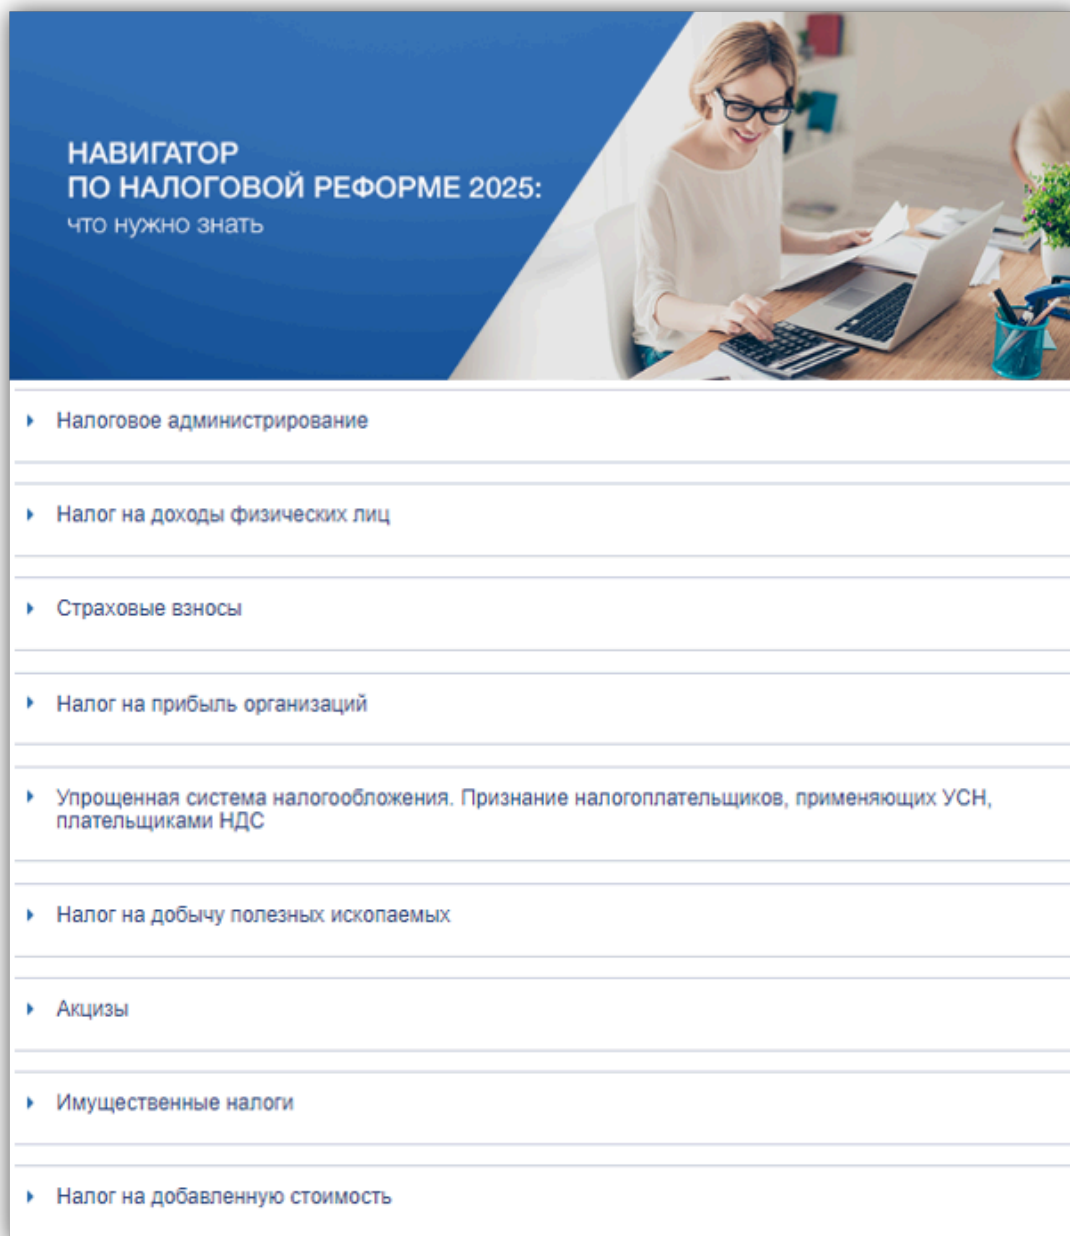 НАВИГАТОР
ПО НАЛОГОВОЙ РЕФОРМЕ 2025:
что нужно знать
Налоговое администрирование
Налог на доходы физических лиц
Страховые взносы
Налог на прибыль организаций
Упрощенная система налогообложения. Признание налогоплательщиков, применяющих УСН,
плательщиками НДС
Налог на добычу полезных ископаемых
Акцизы
Имущественные налоги
Налог на добавленную стоимость